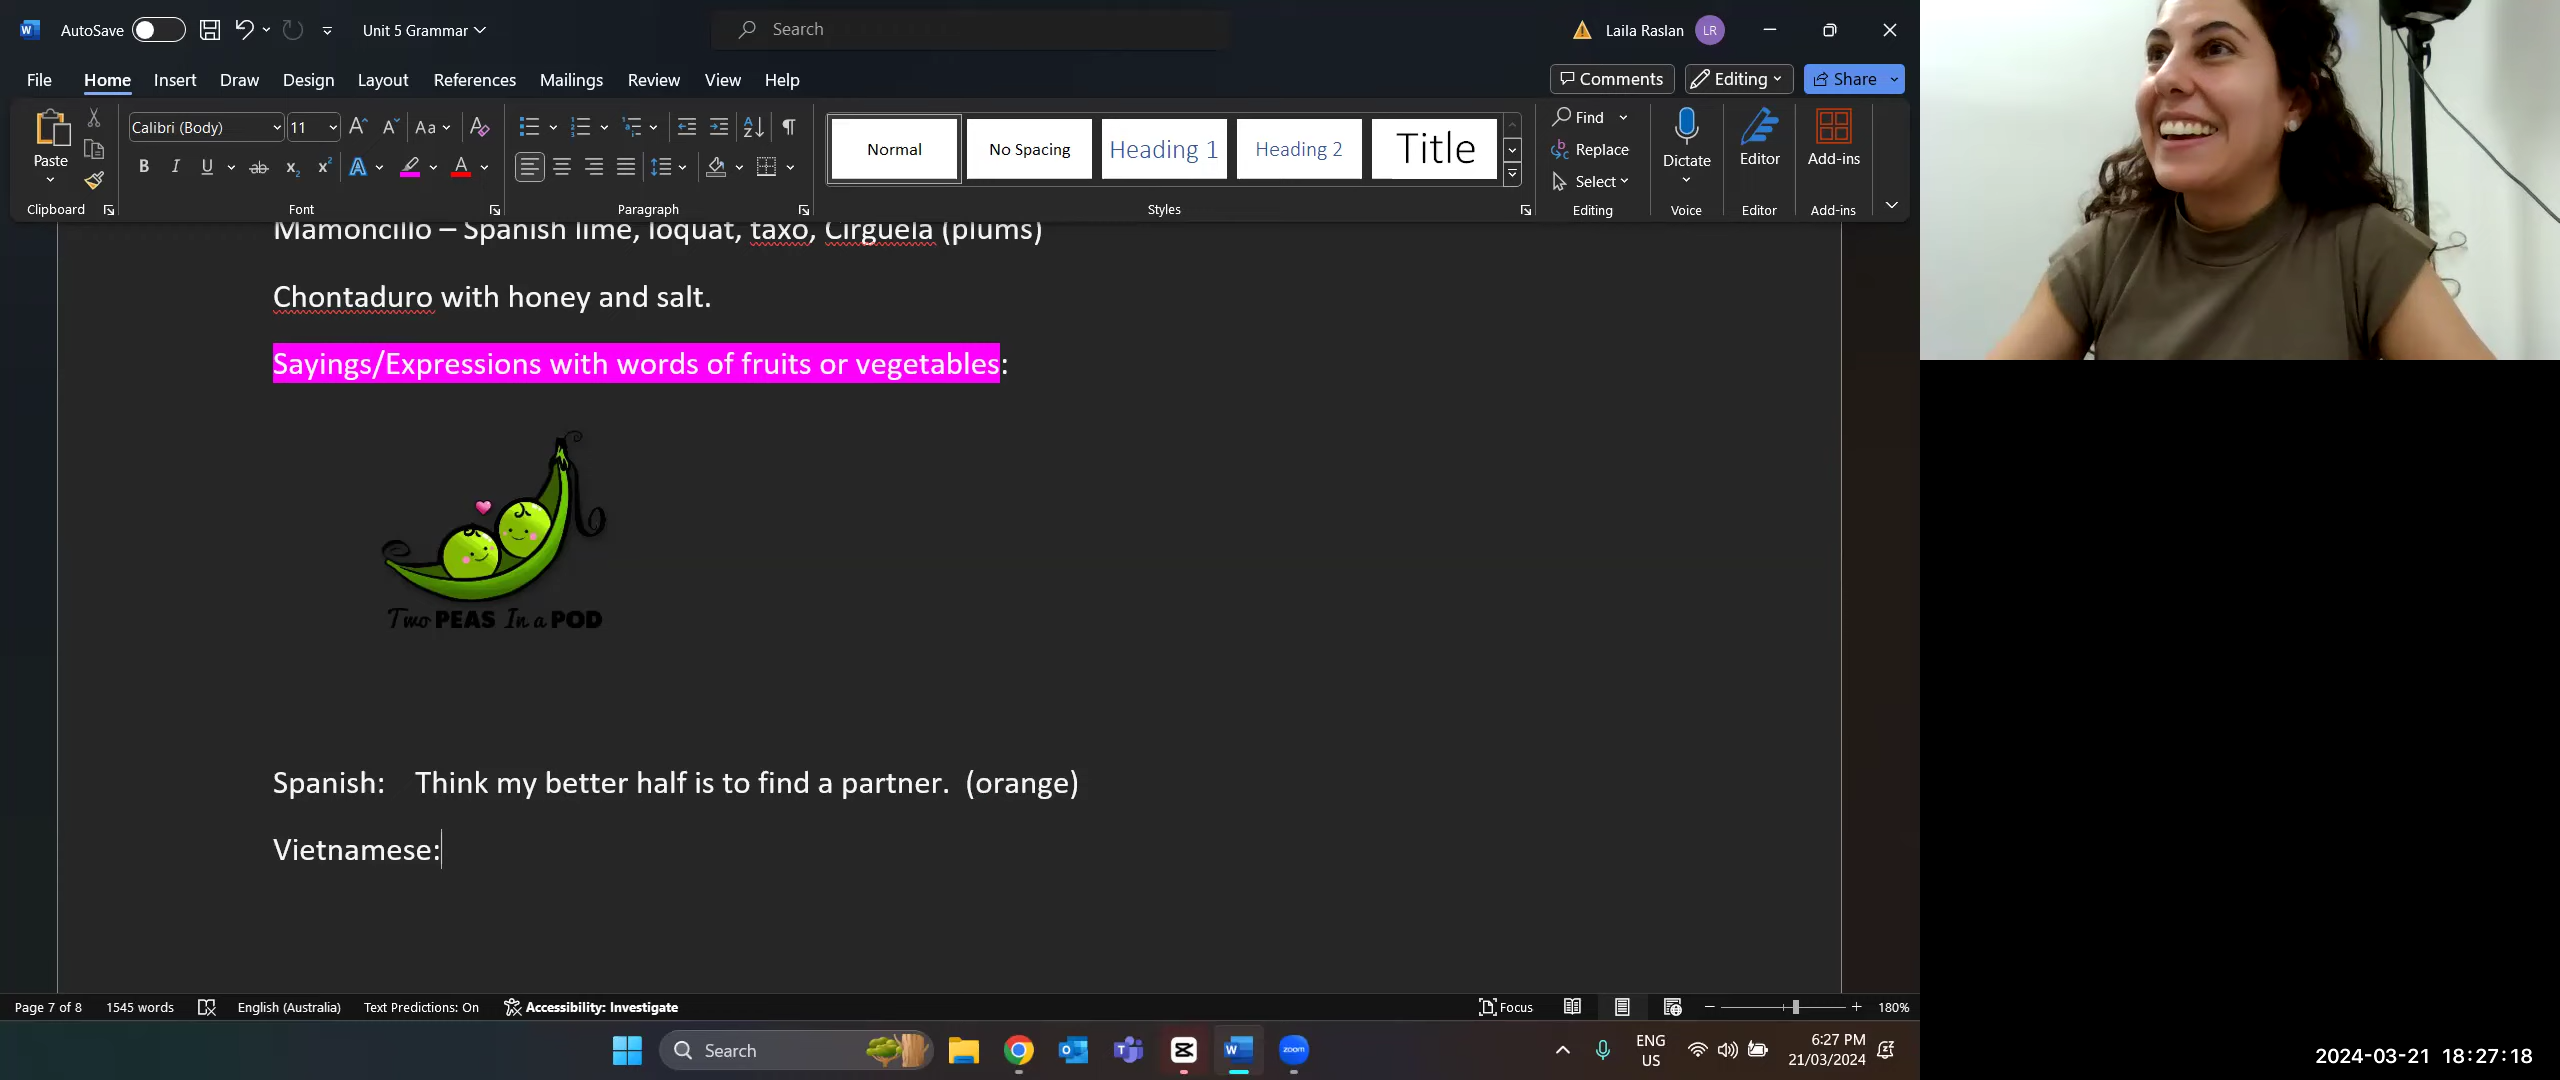 AutoSave
Unit 5 Grammar
Search
Laila Raslan
LR
File Home Insert Draw Design Layout References Mailings Review View Help
Comments
Editing
Share
Paste
Clipboard
Calibri (Body) 11
Font
Paragraph
Normal
No Spacing
Heading 1
Heading 2
Title
Styles
Find
Replace
Select
Editing
Dictate
Voice
Editor
Editor
Add-ins
Add-ins
Mamoncillo – Spanish lime, loquat, taxo, Cirguela (plums)
Chontaduro with honey and salt.
Sayings/Expressions with words of fruits or vegetables:
Two PEAS In a POD
Spanish: Think my better half is to find a partner. (orange)
Vietnamese:
Page 7 of 8 1545 words English (Australia) Text Predictions: On Accessibility: Investigate
Focus
180%
Search
zoom
ENG
US
6:27 PM
21/03/2024
2024-03-21 18:27:18